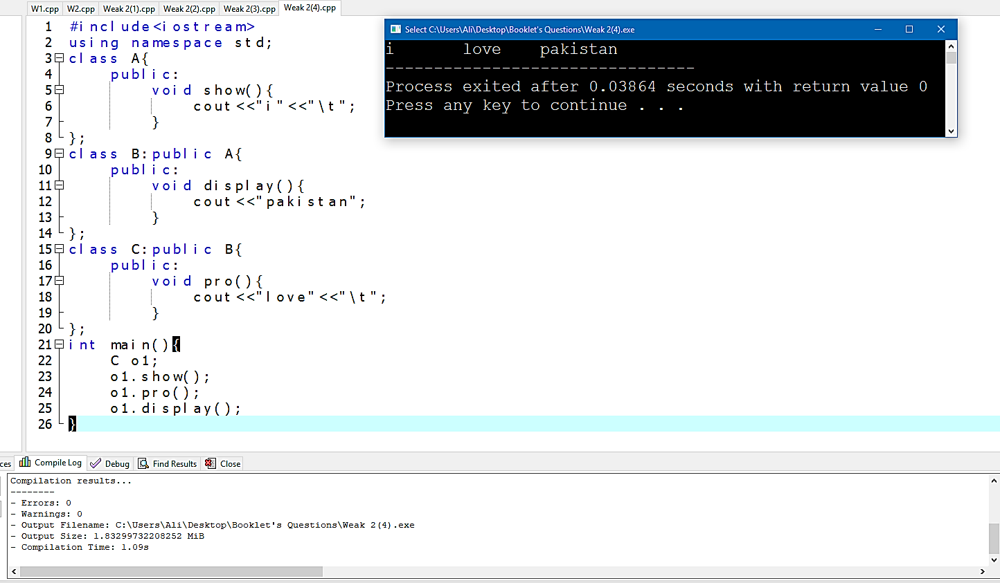 W1.cpp W2.cpp Weak 2(1).cpp Weak 2(2).cpp Weak 2(3).cpp Weak 2(4).cpp
1 #include<iostream>
2 using namespace std;
3 class A{
4 public:
5 void show(){
6 cout<<"i"<<"\t";
7 }
8 };
9 class B:public A{
10 public:
11 void display(){
12 cout<<"pakistan";
13 }
14 };
15 class C:public B{
16 public:
17 void pro(){
18 cout<<"love"<<"\t";
19 }
20 };
21 int main(){
22 C o1;
23 o1.show();
24 o1.pro();
25 o1.display();
26 }
Select C:\Users\Ali\Desktop\Booklet's Questions\Weak 2(4).exe
i love pakistan
--------------------------------
Process exited after 0.03864 seconds with return value 0
Press any key to continue . . .
ces Compile Log Debug Find Results Close
Compilation results...
--------
- Errors: 0
- Warnings: 0
- Output Filename: C:\Users\Ali\Desktop\Booklet's Questions\Weak 2(4).exe
- Output Size: 1.83299732208252 MiB
- Compilation Time: 1.09s